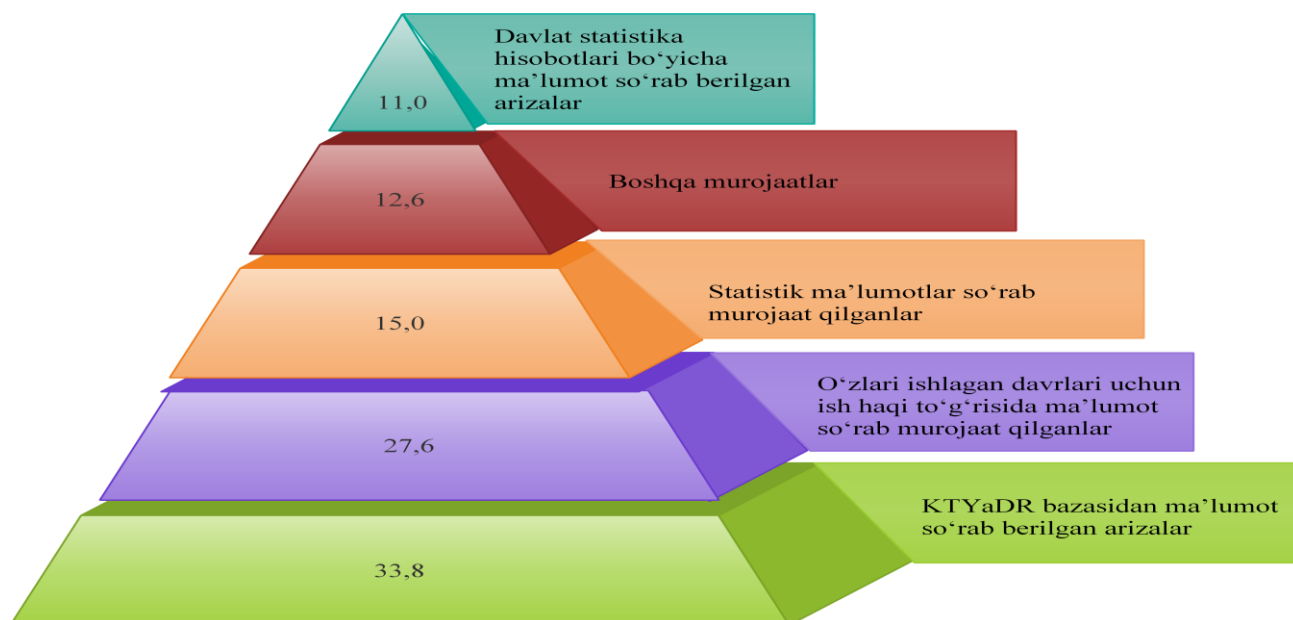 Davlat statistika
hisobotlari bo‘yicha
ma’lumot so‘rab berilgan
arizalar
11,0
Boshqa murojaatlar
12,6
Statistik ma’lumotlar so‘rab
murojaat qilganlar
15,0
O‘zlari ishlagan davrlari uchun
ish haqi to‘g‘risida ma’lumot
so‘rab murojaat qilganlar
27,6
KTYaDR bazasidan ma’lumot
so‘rab berilgan arizalar
33,8